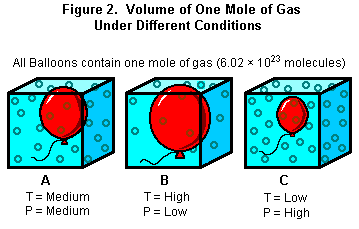 Figure 2.  Volume of One Mole of Gas
Under Different Conditions
All Balloons contain one mole of gas (6.02 × 10²³ molecules)
A
T = Medium
P = Medium
B
T = High
P = Low
C
T = Low
P = High